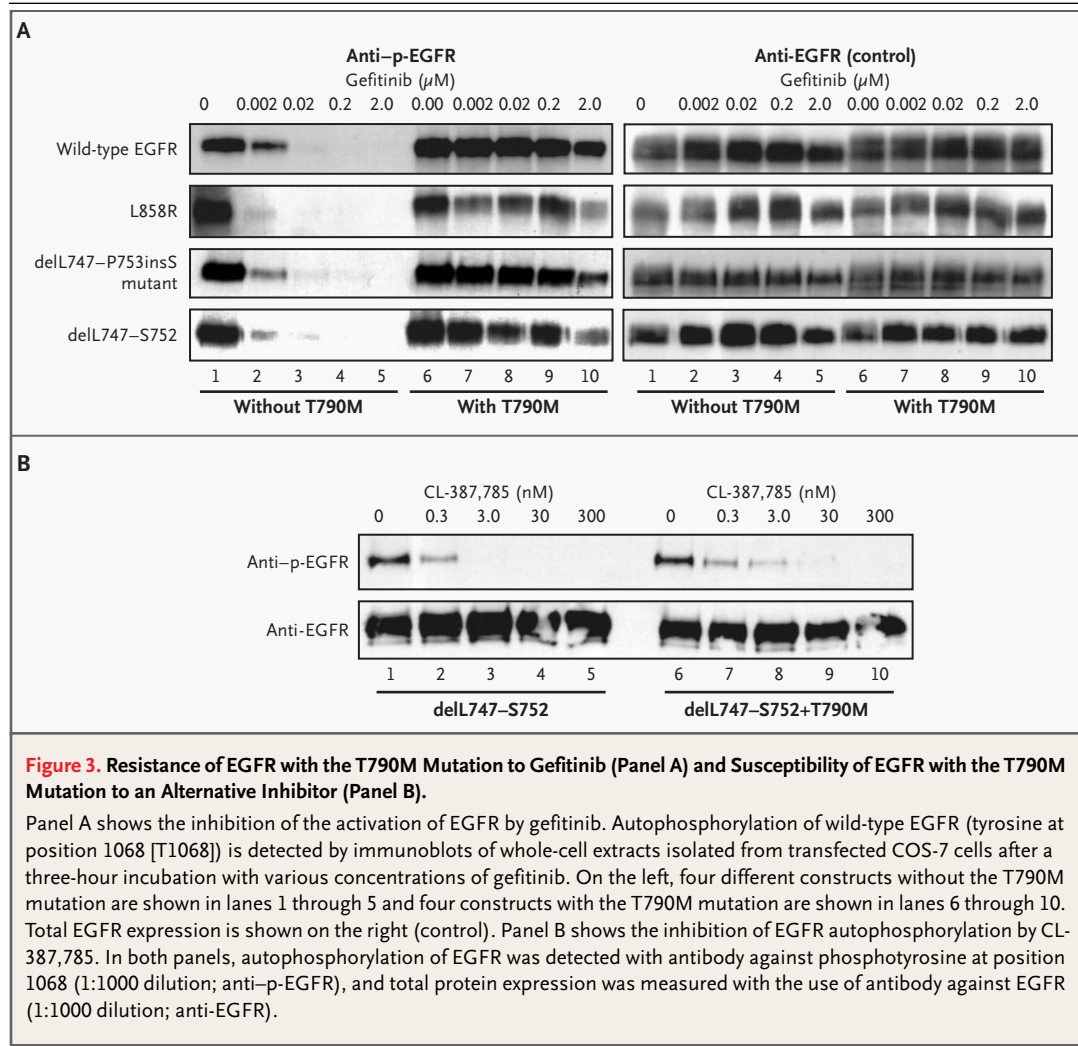 A
Anti–p-EGFR
Anti-EGFR (control)
Gefitinib (µM)
Gefitinib (µM)
0 0.002 0.02 0.2 2.0 0.00 0.002 0.02 0.2 2.0
0 0.002 0.02 0.2 2.0 0.00 0.002 0.02 0.2 2.0
Wild-type EGFR
L858R
delL747–P753insS
mutant
delL747–S752
1 2 3 4 5 6 7 8 9 10
1 2 3 4 5 6 7 8 9 10
Without T790M
With T790M
Without T790M
With T790M
B
CL-387,785 (nM)
CL-387,785 (nM)
0 0.3 3.0 30 300
0 0.3 3.0 30 300
Anti–p-EGFR
Anti-EGFR
1 2 3 4 5
6 7 8 9 10
delL747–S752
delL747–S752+T790M
Figure 3. Resistance of EGFR with the T790M Mutation to Gefitinib (Panel A) and Susceptibility of EGFR with the T790M
Mutation to an Alternative Inhibitor (Panel B).
Panel A shows the inhibition of the activation of EGFR by gefitinib. Autophosphorylation of wild-type EGFR (tyrosine at
position 1068 [T1068]) is detected by immunoblots of whole-cell extracts isolated from transfected COS-7 cells after a
three-hour incubation with various concentrations of gefitinib. On the left, four different constructs without the T790M
mutation are shown in lanes 1 through 5 and four constructs with the T790M mutation are shown in lanes 6 through 10.
Total EGFR expression is shown on the right (control). Panel B shows the inhibition of EGFR autophosphorylation by CL-
387,785. In both panels, autophosphorylation of EGFR was detected with antibody against phosphotyrosine at position
1068 (1:1000 dilution; anti–p-EGFR), and total protein expression was measured with the use of antibody against EGFR
(1:1000 dilution; anti-EGFR).